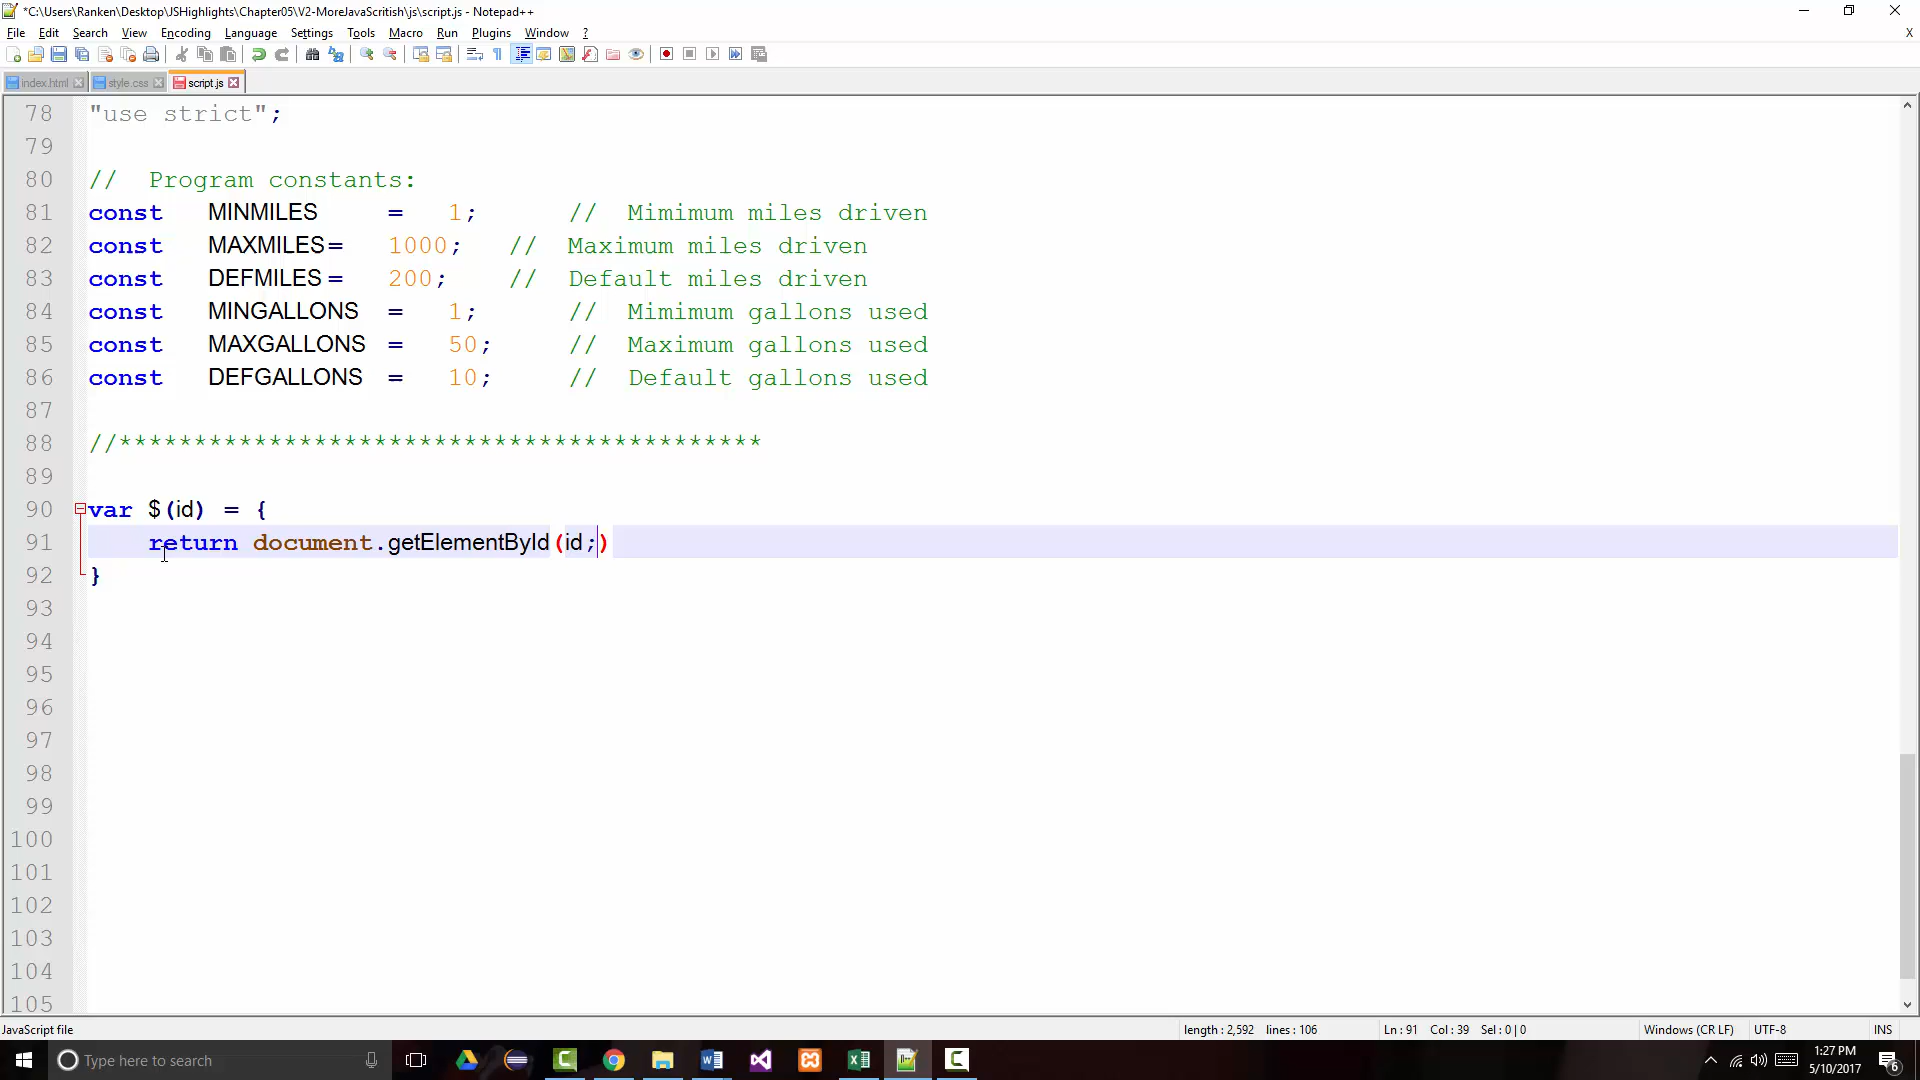 *C:\Users\Ranken\Desktop\JSHighlights\Chapter05\V2-MoreJavaScritish\js\script.js - Notepad++
File Edit Search View Encoding Language Settings Tools Macro Run Plugins Window ? X
index.html style.css script.js
78 "use strict";
79
80 // Program constants:
81 const MINMILES = 1; // Mimimum miles driven
82 const MAXMILES= 1000; // Maximum miles driven
83 const DEFMILES = 200; // Default miles driven
84 const MINGALLONS = 1; // Mimimum gallons used
85 const MAXGALLONS = 50; // Maximum gallons used
86 const DEFGALLONS = 10; // Default gallons used
87
88 //*******************************************
89
90 var $(id) = {
91 return document.getElementById(id;)
92 }
93
94
95
96
97
98
99
100
101
102
103
104
105
JavaScript file length : 2,592 lines : 106 Ln : 91 Col : 39 Sel : 0 | 0 Windows (CR LF) UTF-8 INS
Type here to search 1:27 PM
5/10/2017 6